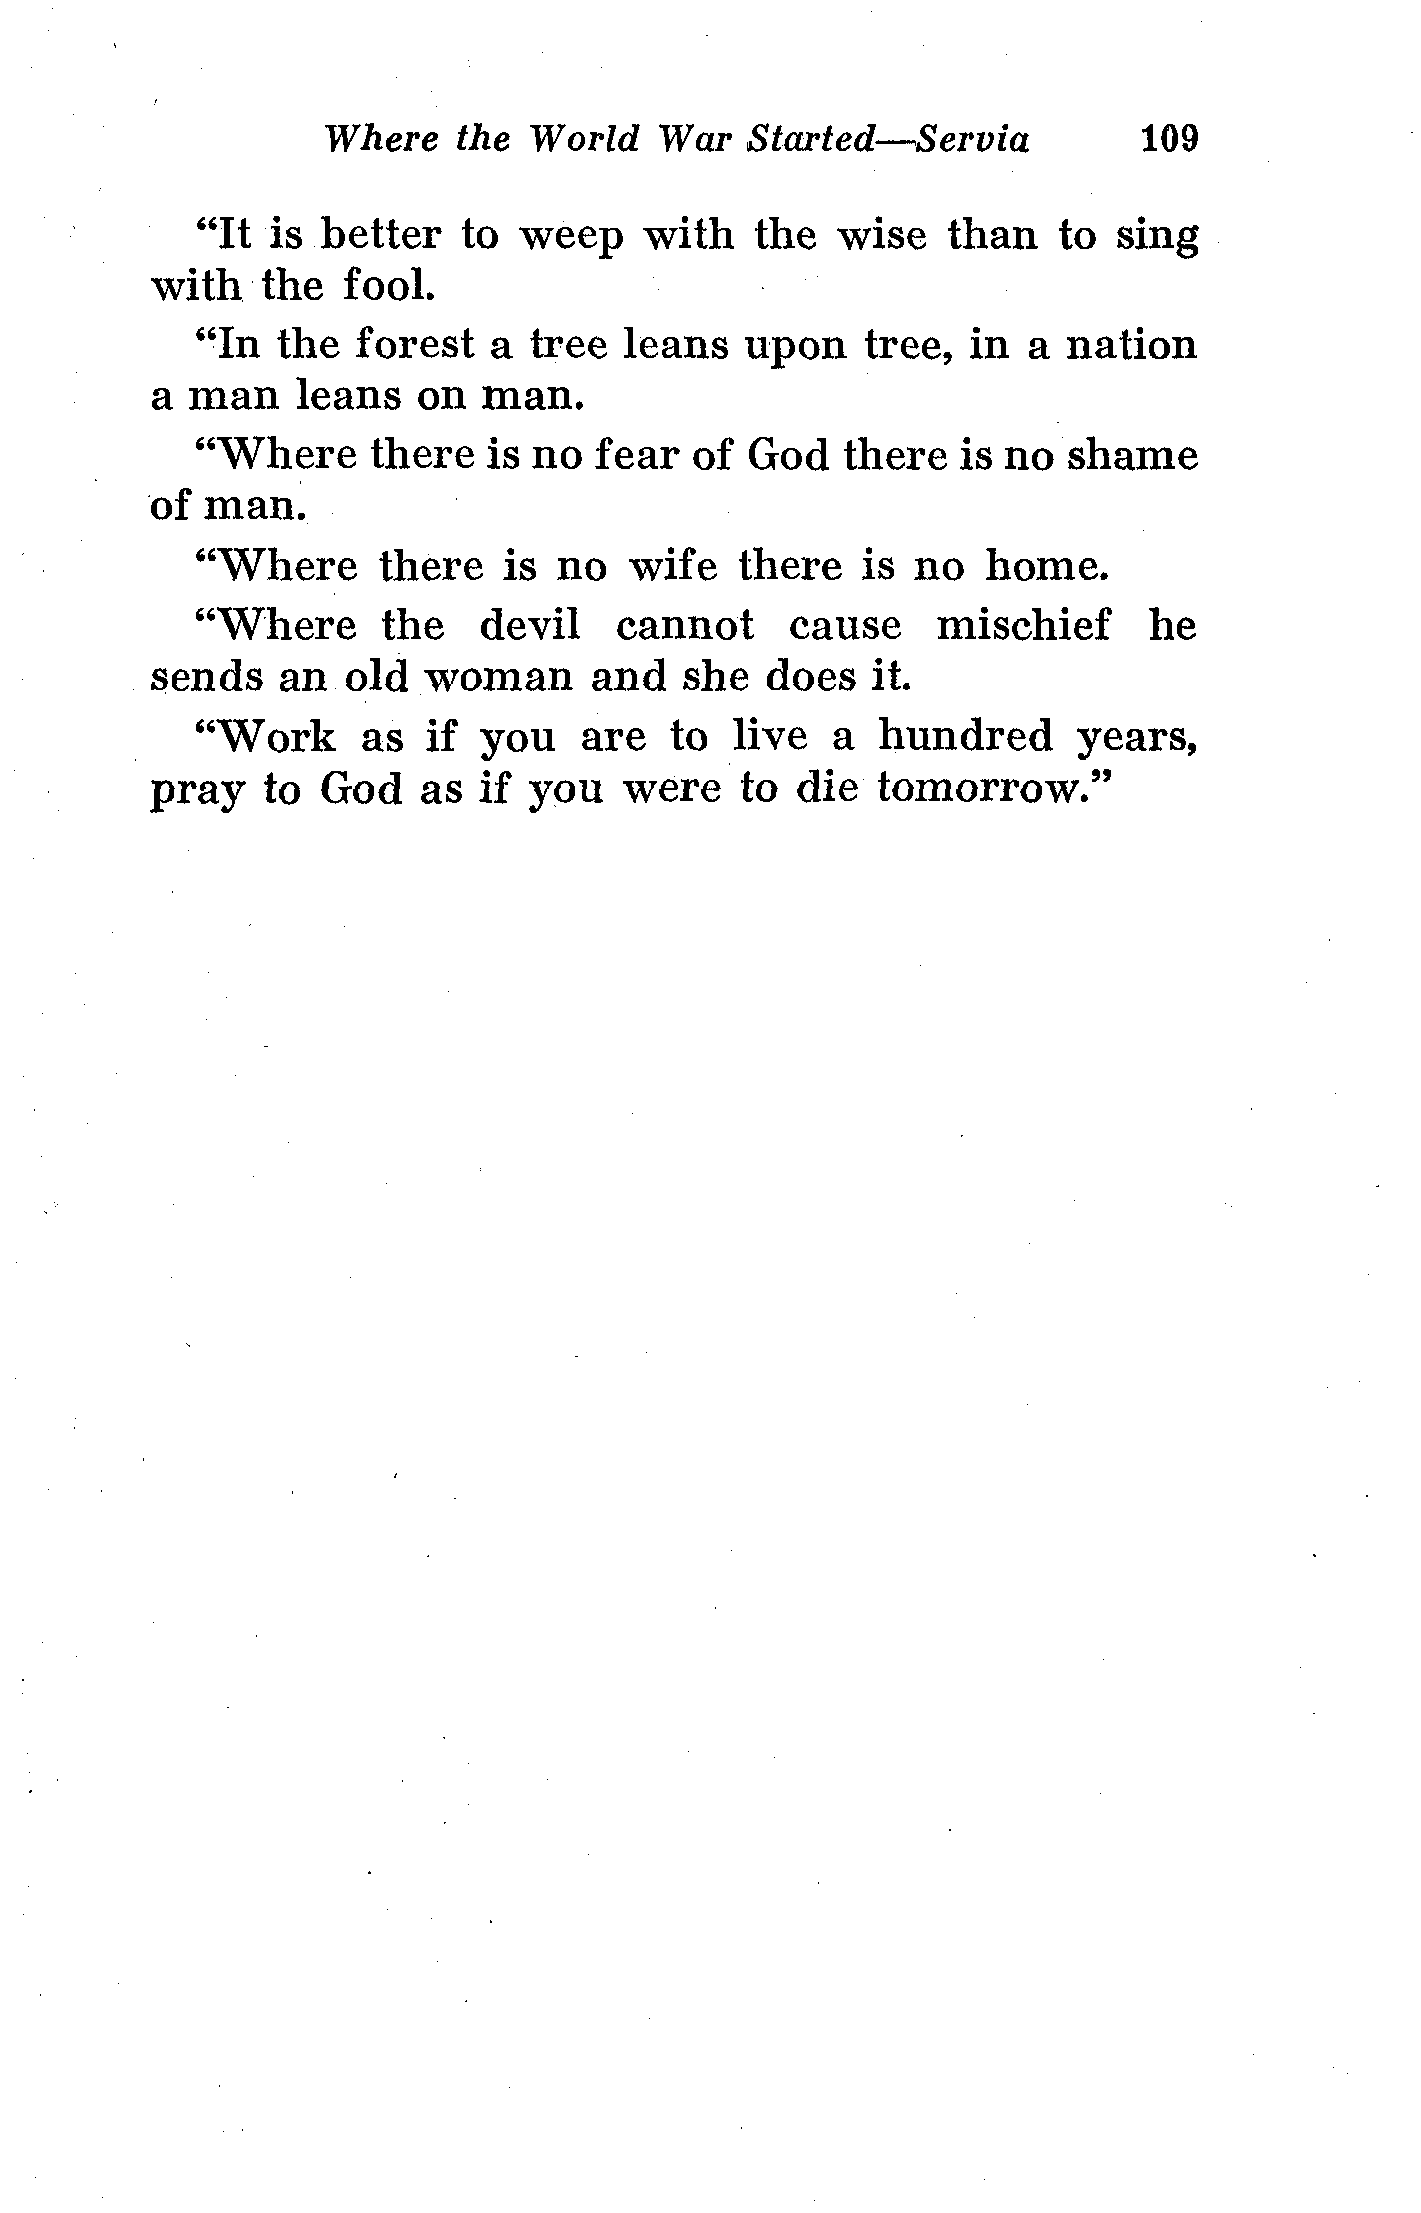 Where the World War Started—Servia 109
“It is better to weep with the wise than to sing
with the fool.
“In the forest a tree leans upon tree, in a nation
a man leans on man.
“Where there is no fear of God there is no shame
of man.
“Where there is no wife there is no home.
“Where the devil cannot cause mischief he
sends an old woman and she does it.
“Work as if you are to live a hundred years,
pray to God as if you were to die tomorrow.”